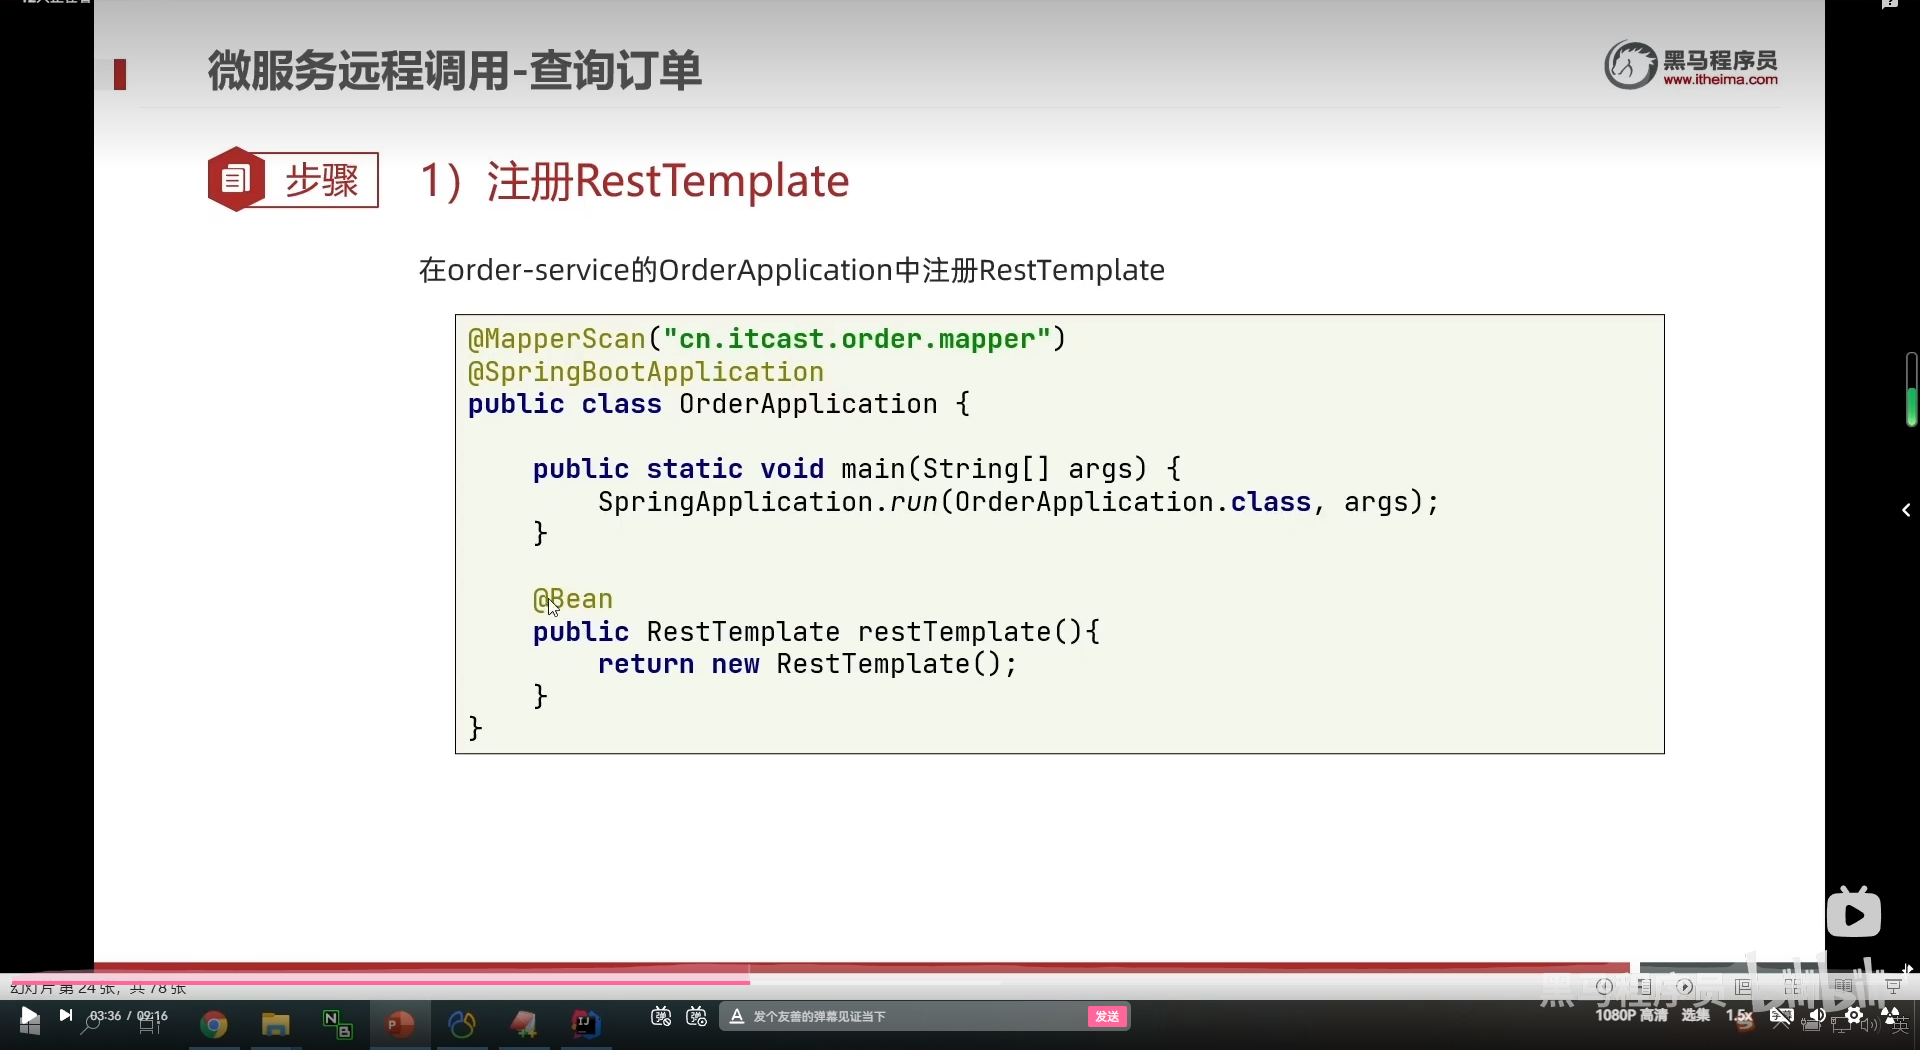 微服务远程调用-查询订单
黑马程序员
www.itheima.com
步骤
1）注册RestTemplate
在order-service的OrderApplication中注册RestTemplate
@MapperScan("cn.itcast.order.mapper")
@SpringBootApplication
public class OrderApplication {
public static void main(String[] args) {
SpringApplication.run(OrderApplication.class, args);
}
@Bean
public RestTemplate restTemplate(){
return new RestTemplate();
}
}
幻灯片 第 24 张，共 78 张
黑马程序员 bilibili
03:36 / 09:16
发个友善的弹幕见证当下
发送
1080P 高清
选集
1.5x
英